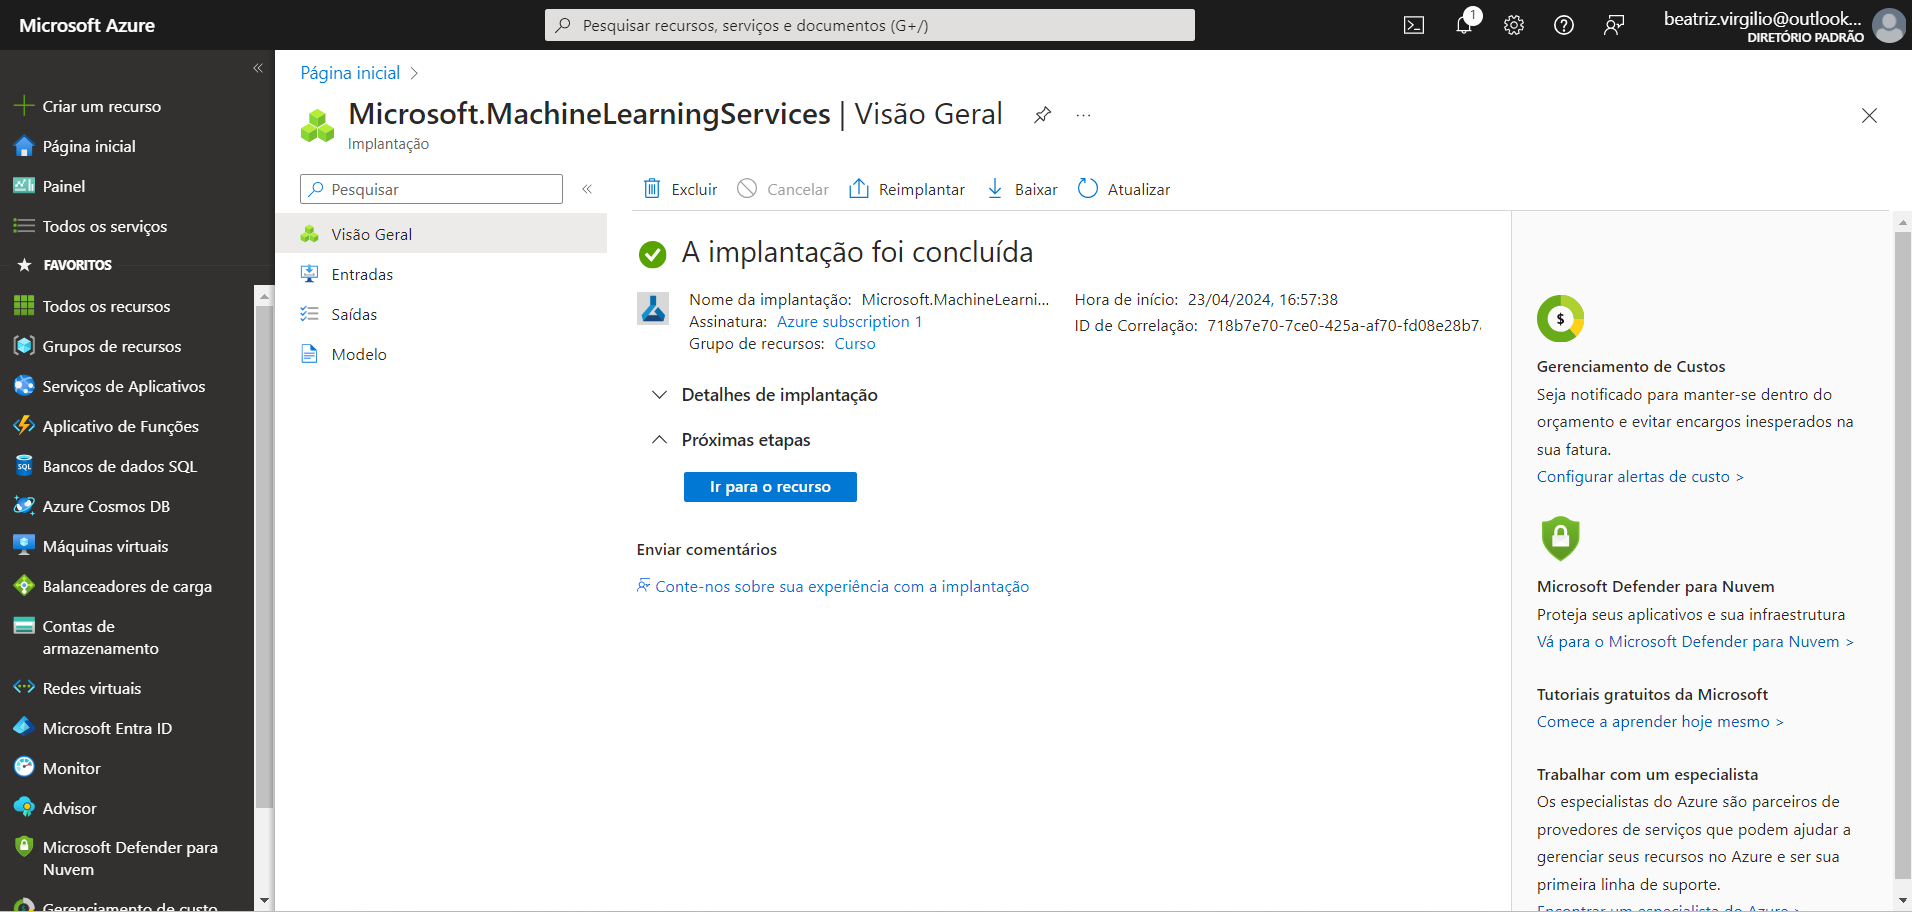 Microsoft Azure
Pesquisar recursos, serviços e documentos (G+/)
1
beatriz.virgilio@outlook...
DIRETÓRIO PADRÃO
Criar um recurso
Página inicial
Painel
Todos os serviços
FAVORITOS
Todos os recursos
Grupos de recursos
Serviços de Aplicativos
Aplicativo de Funções
Bancos de dados SQL
Azure Cosmos DB
Máquinas virtuais
Balanceadores de carga
Contas de
armazenamento
Redes virtuais
Microsoft Entra ID
Monitor
Advisor
Microsoft Defender para
Nuvem
Gerenciamento de custo
Página inicial
Microsoft.MachineLearningServices | Visão Geral
Implantação
Pesquisar
Visão Geral
Entradas
Saídas
Modelo
Excluir
Cancelar
Reimplantar
Baixar
Atualizar
A implantação foi concluída
Nome da implantação: Microsoft.MachineLearni...
Assinatura: Azure subscription 1
Grupo de recursos: Curso
Hora de início: 23/04/2024, 16:57:38
ID de Correlação: 718b7e70-7ce0-425a-af70-fd08e28b7
Detalhes de implantação
Próximas etapas
Ir para o recurso
Enviar comentários
Conte-nos sobre sua experiência com a implantação
Gerenciamento de Custos
Seja notificado para manter-se dentro do
orçamento e evitar encargos inesperados na
sua fatura.
Configurar alertas de custo >
Microsoft Defender para Nuvem
Proteja seus aplicativos e sua infraestrutura
Vá para o Microsoft Defender para Nuvem >
Tutoriais gratuitos da Microsoft
Comece a aprender hoje mesmo >
Trabalhar com um especialista
Os especialistas do Azure são parceiros de
provedores de serviços que podem ajudar a
gerenciar seus recursos no Azure e ser sua
primeira linha de suporte.
Encontrar um especialista do Azure >